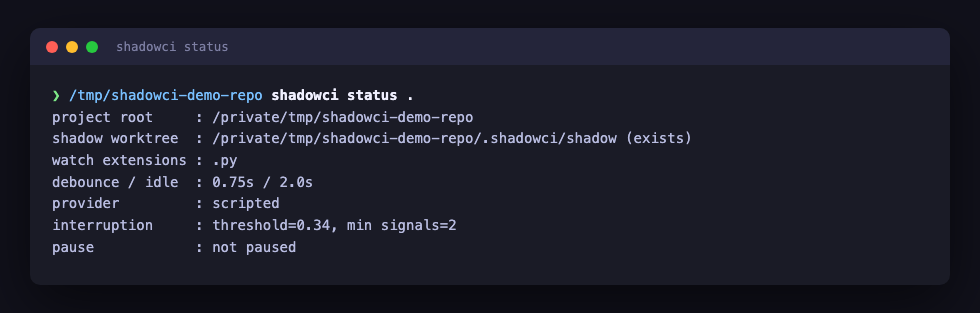 shadowci status
❯ /tmp/shadowci-demo-repo shadowci status .
project root     : /private/tmp/shadowci-demo-repo
shadow worktree  : /private/tmp/shadowci-demo-repo/.shadowci/shadow (exists)
watch extensions : .py
debounce / idle  : 0.75s / 2.0s
provider         : scripted
interruption     : threshold=0.34, min signals=2
pause            : not paused